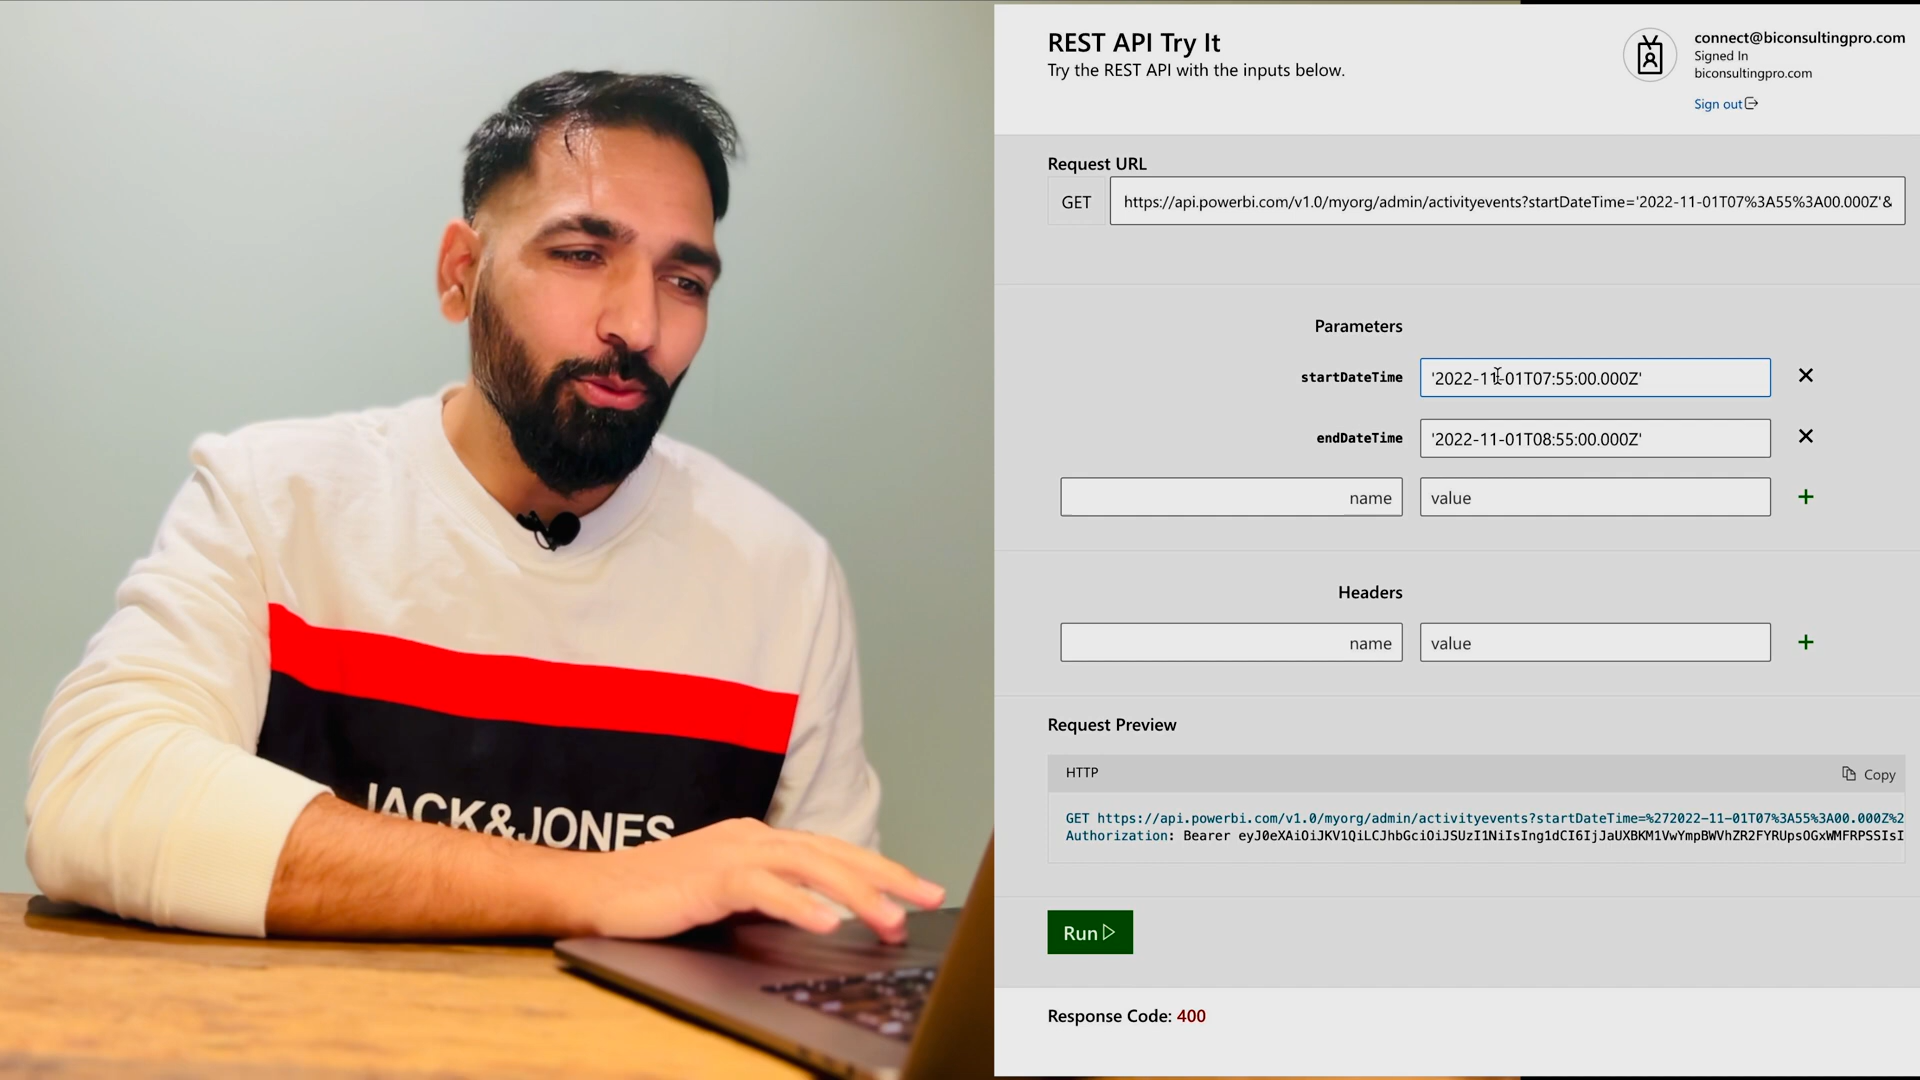 REST API Try It
Try the REST API with the inputs below.
connect@biconsultingpro.com
Signed In
biconsultingpro.com
Sign out
Request URL
GET
https://api.powerbi.com/v1.0/myorg/admin/activityevents?startDateTime='2022-11-01T07%3A55%3A00.000Z'&
Parameters
startDateTime
'2022-11-01T07:55:00.000Z'
endDateTime
'2022-11-01T08:55:00.000Z'
name
value
Headers
name
value
Request Preview
HTTP
Copy
GET https://api.powerbi.com/v1.0/myorg/admin/activityevents?startDateTime=%272022-11-01T07%3A55%3A00.000Z%2
Authorization: Bearer eyJ0eXAiOiJKV1QiLCJhbGciOiJSUzI1NiIsIng1dCI6IjJaUXBKM1VwYmpBWVhZR2FYRUpsOGxWMFRPSSIsI
Run
Response Code: 400
JACK&JONES